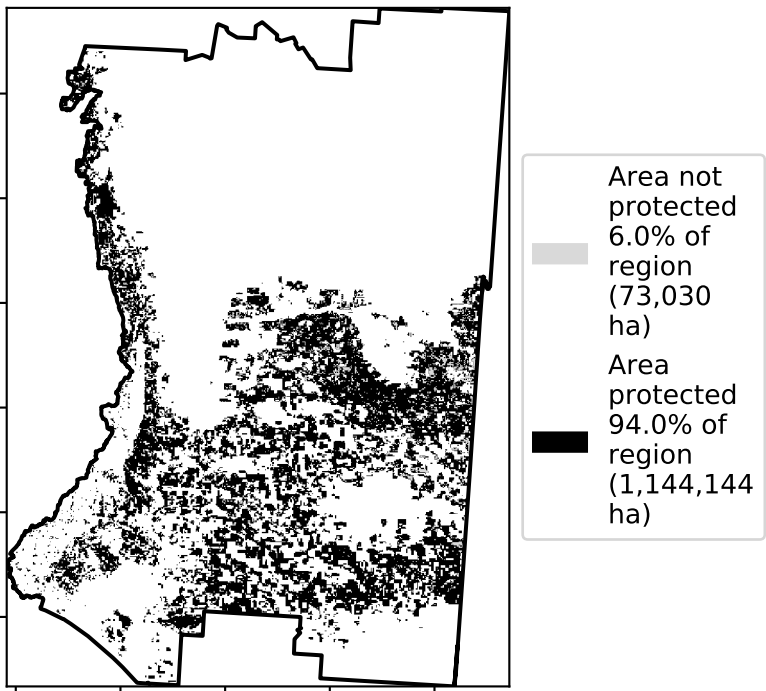 Area not
protected
6.0% of
region
(73,030
ha)
Area
protected
94.0% of
region
(1,144,144
ha)